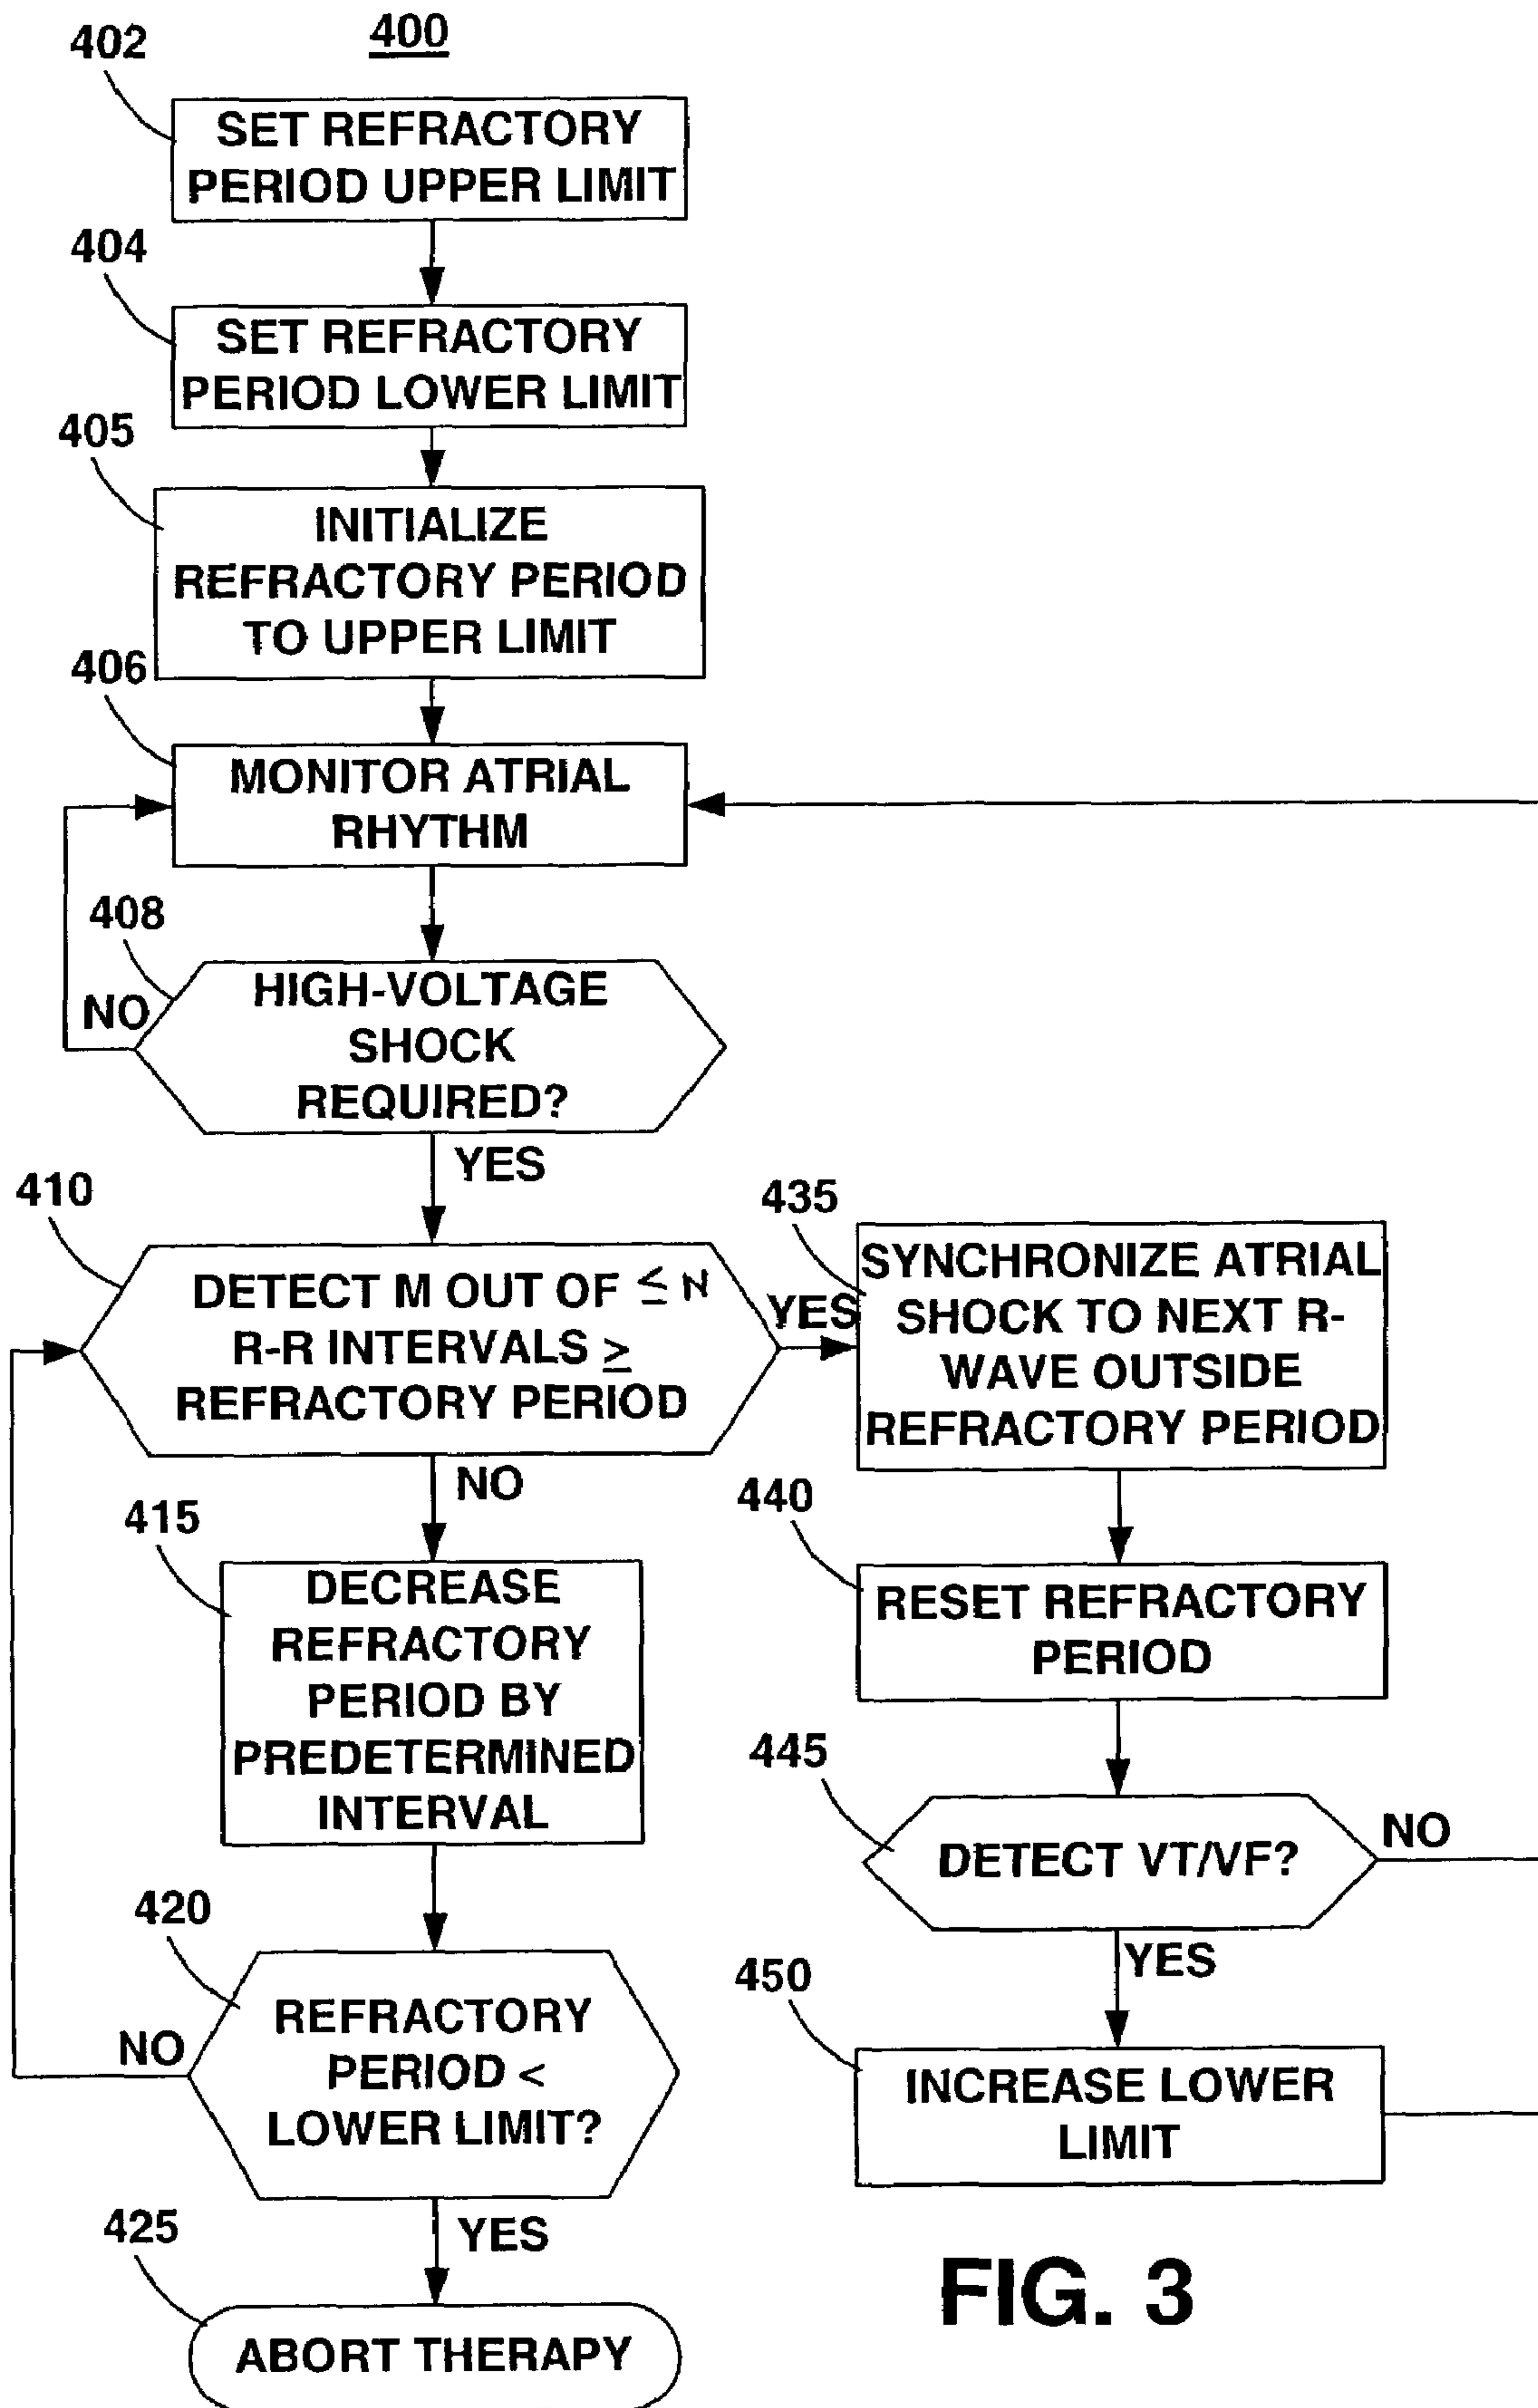 400
402
SET REFRACTORY
PERIOD UPPER LIMIT
404
SET REFRACTORY
PERIOD LOWER LIMIT
405
INITIALIZE
REFRACTORY PERIOD
TO UPPER LIMIT
406
MONITOR ATRIAL
RHYTHM
408
NO
HIGH-VOLTAGE
SHOCK
REQUIRED?
YES
410
DETECT M OUT OF ≤ N
R-R INTERVALS ≥
REFRACTORY PERIOD
YES
NO
415
DECREASE
REFRACTORY
PERIOD BY
PREDETERMINED
INTERVAL
420
NO
REFRACTORY
PERIOD <
LOWER LIMIT?
YES
425
ABORT THERAPY
435
SYNCHRONIZE ATRIAL
SHOCK TO NEXT R-
WAVE OUTSIDE
REFRACTORY PERIOD
440
RESET REFRACTORY
PERIOD
445
DETECT VT/VF?
NO
YES
450
INCREASE LOWER
LIMIT
FIG. 3